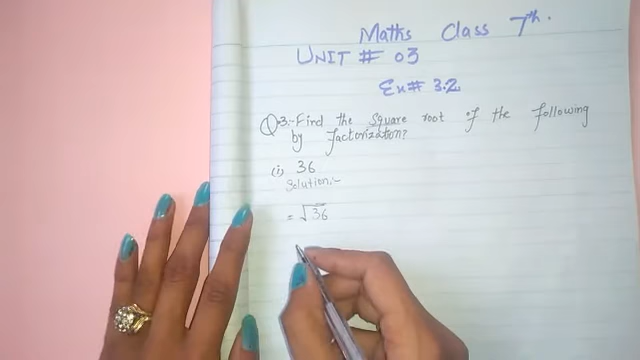 Maths Class 7th.
UNIT # 03
Ex# 3.2
Q3:-Find the square root of the following
by factorization?
(i) 36
Solution:-
= √36